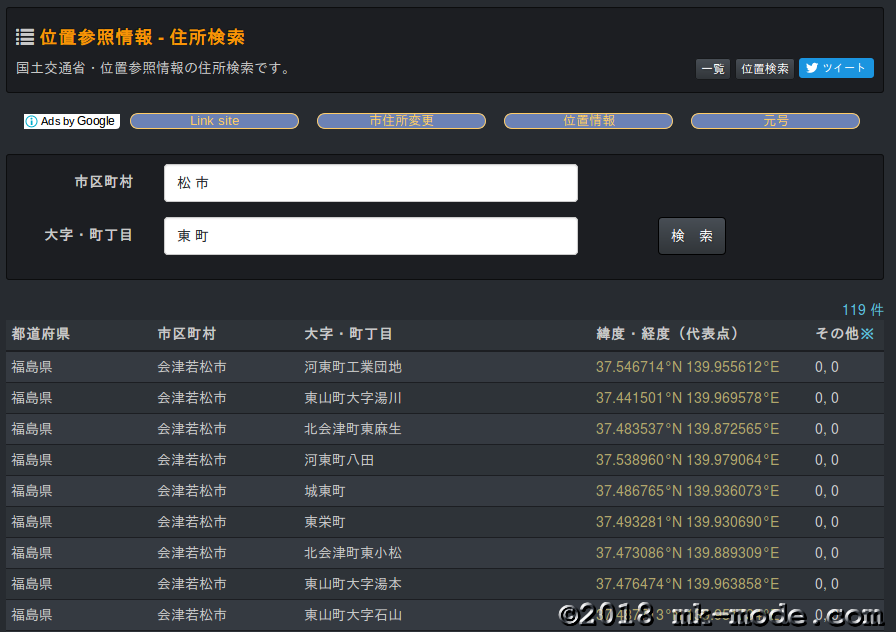 位置参照情報 - 住所検索
国土交通省・位置参照情報の住所検索です。
一覧 位置検索 ツイート
Ads by Google Link site 市住所変更 位置情報 元号
市区町村 松 市
大字・町丁目 東 町 検 索
119 件
都道府県 市区町村 大字・町丁目 緯度・経度（代表点） その他※
福島県 会津若松市 河東町工業団地 37.546714°N 139.955612°E 0, 0
福島県 会津若松市 東山町大字湯川 37.441501°N 139.969578°E 0, 0
福島県 会津若松市 北会津町東麻生 37.483537°N 139.872565°E 0, 0
福島県 会津若松市 河東町八田 37.538960°N 139.979064°E 0, 0
福島県 会津若松市 城東町 37.486765°N 139.936073°E 0, 0
福島県 会津若松市 東栄町 37.493281°N 139.930690°E 0, 0
福島県 会津若松市 北会津町東小松 37.473086°N 139.889309°E 0, 0
福島県 会津若松市 東山町大字湯本 37.476474°N 139.963858°E 0, 0
福島県 会津若松市 東山町大字石山
©2018 mk-mode.com